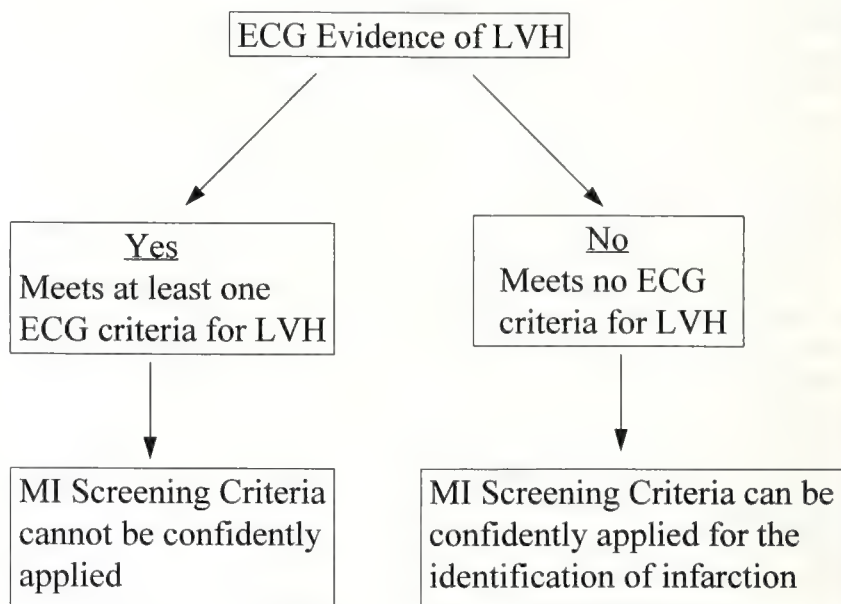 ECG Evidence of LVH
Yes
Meets at least one
ECG criteria for LVH
No
Meets no ECG
criteria for LVH
MI Screening Criteria
cannot be confidently
applied
MI Screening Criteria can be
confidently applied for the
identification of infarction